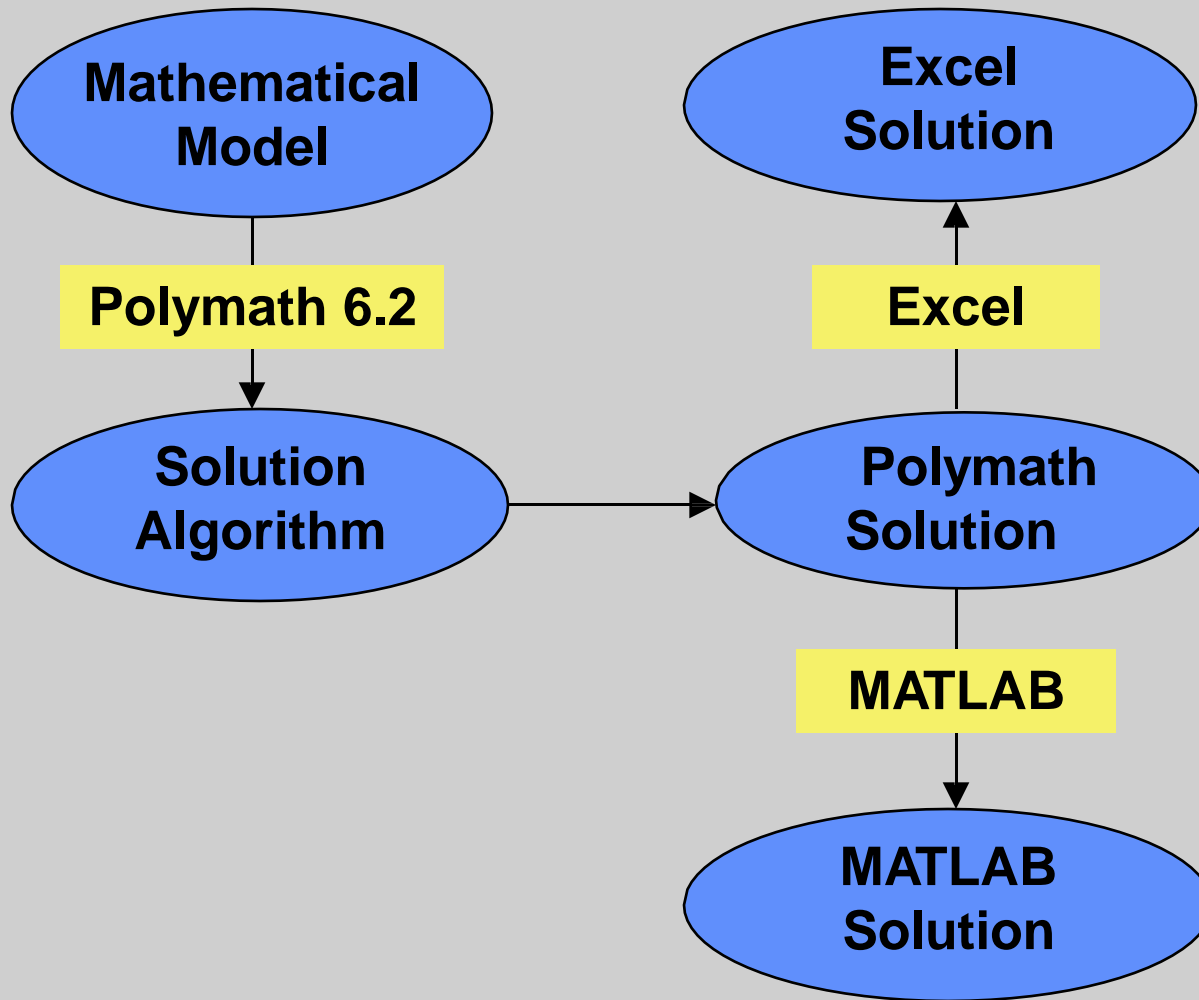 Mathematical
Model
Polymath 6.2
Solution
Algorithm
Excel
Solution
Excel
Polymath
Solution
MATLAB
MATLAB
Solution